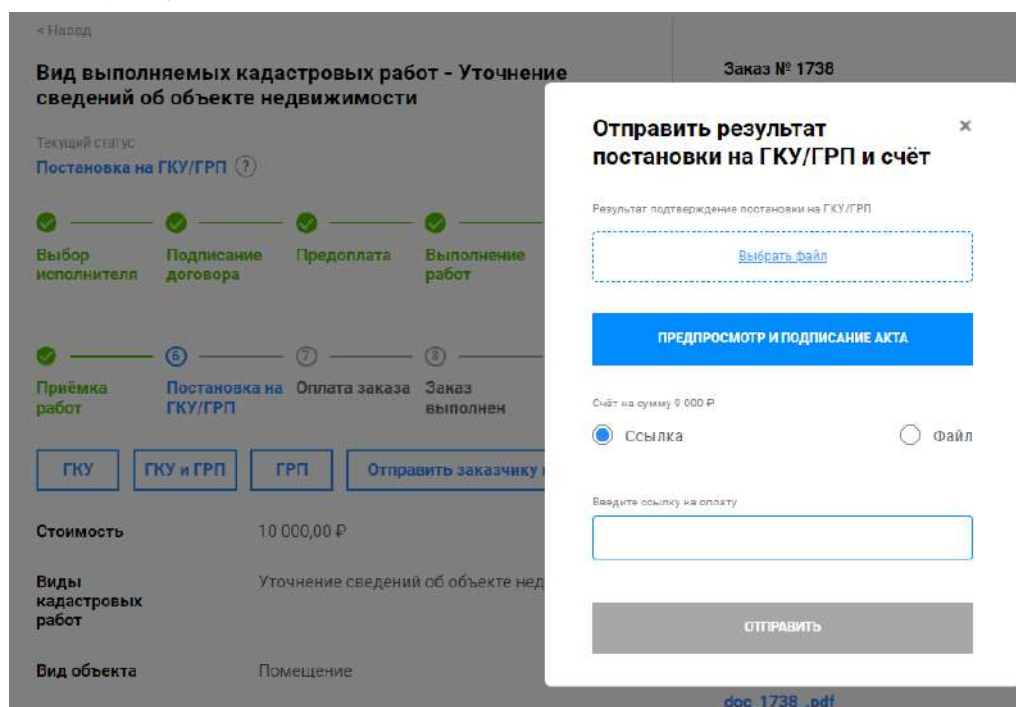 < Назад
Вид выполняемых кадастровых работ - Уточнение
сведений об объекте недвижимости
Текущий статус
Постановка на ГКУ/ГРП ?
Выбор исполнителя
Подписание договора
Предоплата
Выполнение работ
Приёмка работ
6
Постановка на ГКУ/ГРП
7
Оплата заказа
8
Заказ выполнен
ГКУ
ГКУ и ГРП
ГРП
Отправить заказчику
Стоимость
10 000,00 ₽
Виды кадастровых работ
Уточнение сведений об объекте нед
Вид объекта
Помещение
Заказ № 1738
Отправить результат
постановки на ГКУ/ГРП и счёт
×
Результат подтверждение постановки на ГКУ/ГРП
Выбрать файл
ПРЕДПРОСМОТР И ПОДПИСАНИЕ АКТА
Счёт на сумму 9 000 ₽
Ссылка
Файл
Введите ссылку на оплату
ОТПРАВИТЬ
doc_1738_.pdf